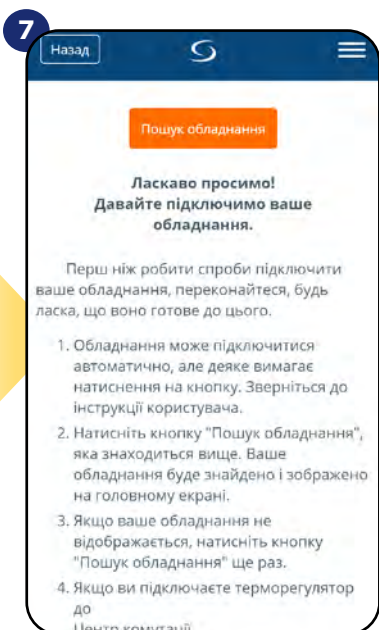 7
Назад
Пошук обладнання
Ласкаво просимо!
Давайте підключимо ваше
обладнання.
Перш ніж робити спроби підключити
ваше обладнання, переконайтеся, будь
ласка, що воно готове до цього.
1. Обладнання може підключитися
автоматично, але деяке вимагає
натиснення на кнопку. Зверніться до
інструкції користувача.
2. Натисніть кнопку "Пошук обладнання",
яка знаходиться вище. Ваше
обладнання буде знайдено і зображено
на головному екрані.
3. Якщо ваше обладнання не
відображається, натисніть кнопку
"Пошук обладнання" ще раз.
4. Якщо ви підключаєте терморегулятор
до
Центр комутації